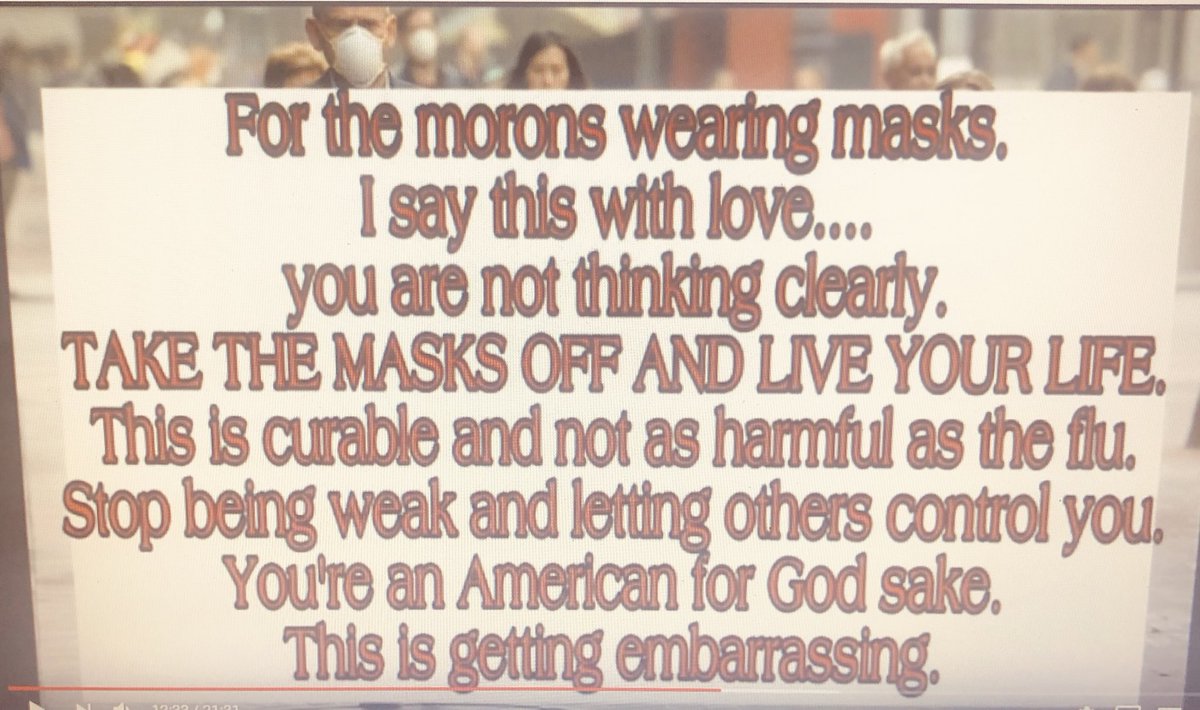 For the morons wearing masks.
I say this with love....
you are not thinking clearly.
TAKE THE MASKS OFF AND LIVE YOUR LIFE.
This is curable and not as harmful as the flu.
Stop being weak and letting others control you.
You're an American for God sake.
This is getting embarrassing.